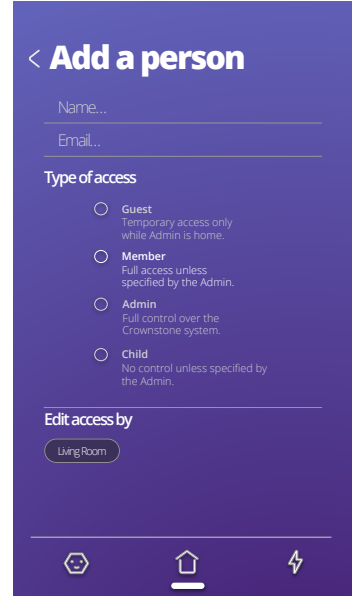 Add a person
Name...
Email...
Type of access
Guest
Temporary access only
while Admin is home.
Member
Full access unless
specified by the Admin.
Admin
Full control over the
Crownstone system.
Child
No control unless specified by
the Admin.
Edit access by
Living Room